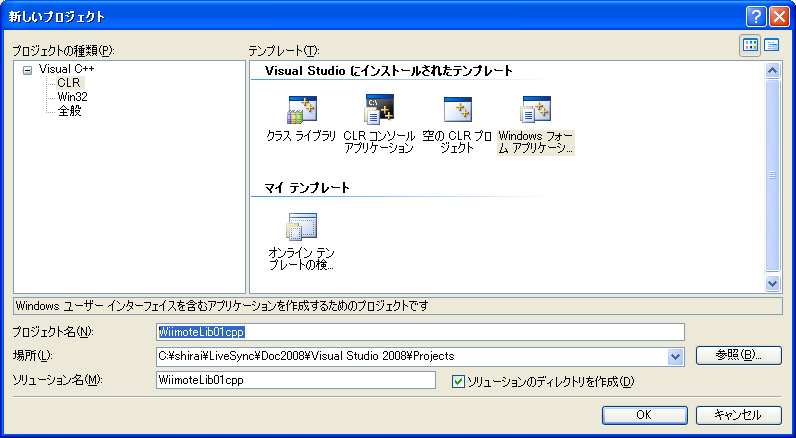 新しいプロジェクト
プロジェクトの種類(P):
テンプレート(T):
Visual C++
CLR
Win32
全般
Visual Studio にインストールされたテンプレート
クラス ライブラリ
CLR コンソール
アプリケーション
空の CLR プロ
ジェクト
Windows フォー
ム アプリケーシ...
マイ テンプレート
オンライン テン
プレートの検...
Windows ユーザー インターフェイスを含むアプリケーションを作成するためのプロジェクトです
プロジェクト名(N):
WiimoteLib01cpp
場所(L):
C:¥shirai¥LiveSync¥Doc2008¥Visual Studio 2008¥Projects
参照(B)...
ソリューション名(M):
WiimoteLib01cpp
ソリューションのディレクトリを作成(D)
OK
キャンセル